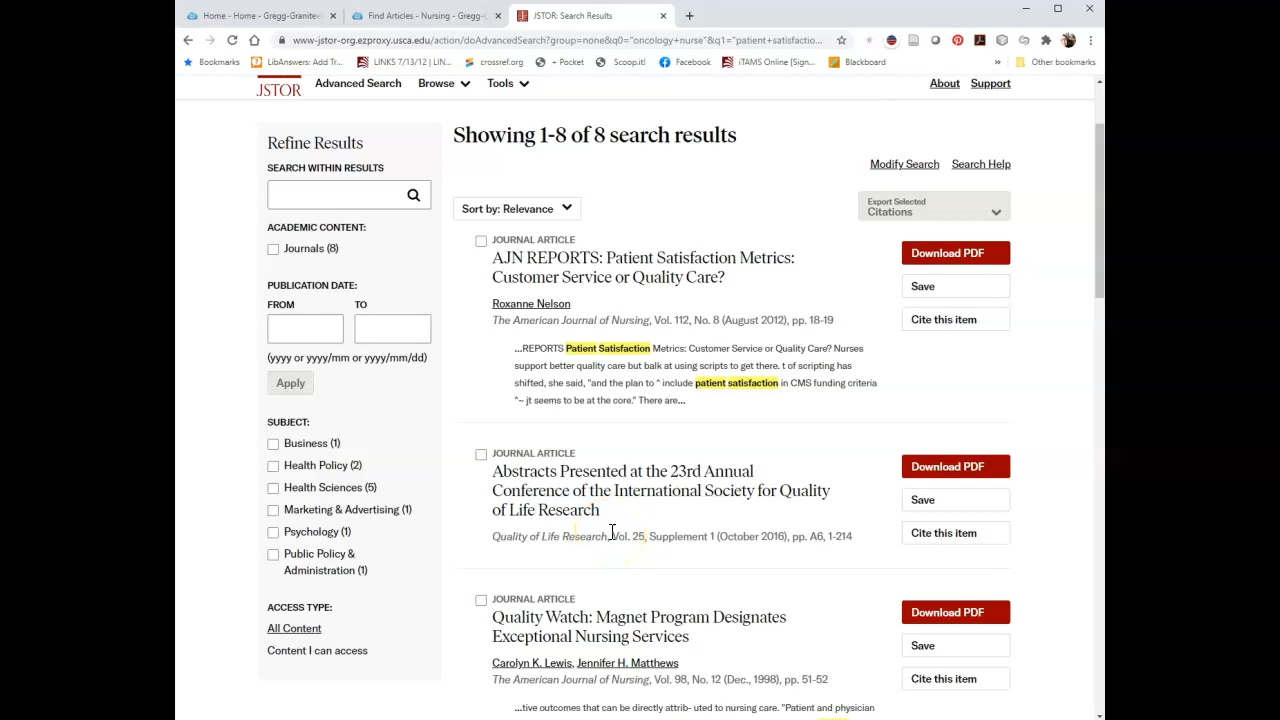 Home - Home - Gregg-Granitev
Find Articles - Nursing - Gregg-G
JSTOR: Search Results
www-jstor-org.ezproxy.usca.edu/action/doAdvancedSearch?group=none&q0="oncology+nurse"&q1="patient+satisfactio...
Bookmarks
LibAnswers: Add Tr...
LINKS 7/13/12 | LIN...
crossref.org
+ Pocket
Scoop.it!
Facebook
iTAMS Online [Sign...
Blackboard
»
Other bookmarks
JSTOR
Advanced Search
Browse
Tools
About
Support
Refine Results
SEARCH WITHIN RESULTS
ACADEMIC CONTENT:
Journals (8)
PUBLICATION DATE:
FROM
TO
(yyyy or yyyy/mm or yyyy/mm/dd)
Apply
SUBJECT:
Business (1)
Health Policy (2)
Health Sciences (5)
Marketing & Advertising (1)
Psychology (1)
Public Policy &
Administration (1)
ACCESS TYPE:
All Content
Content I can access
Showing 1-8 of 8 search results
Modify Search
Search Help
Sort by: Relevance
Export Selected
Citations
JOURNAL ARTICLE
AJN REPORTS: Patient Satisfaction Metrics:
Customer Service or Quality Care?
Roxanne Nelson
The American Journal of Nursing, Vol. 112, No. 8 (August 2012), pp. 18-19
...REPORTS Patient Satisfaction Metrics: Customer Service or Quality Care? Nurses
support better quality care but balk at using scripts to get there. t of scripting has
shifted, she said, "and the plan to ^ include patient satisfaction in CMS funding criteria
^~ jt seems to be at the core." There are...
Download PDF
Save
Cite this item
JOURNAL ARTICLE
Abstracts Presented at the 23rd Annual
Conference of the International Society for Quality
of Life Research
Quality of Life Research, Vol. 25, Supplement 1 (October 2016), pp. A6, 1-214
Download PDF
Save
Cite this item
JOURNAL ARTICLE
Quality Watch: Magnet Program Designates
Exceptional Nursing Services
Carolyn K. Lewis, Jennifer H. Matthews
The American Journal of Nursing, Vol. 98, No. 12 (Dec., 1998), pp. 51-52
...tive outcomes that can be directly attrib- uted to nursing care. "Patient and physician
Download PDF
Save
Cite this item